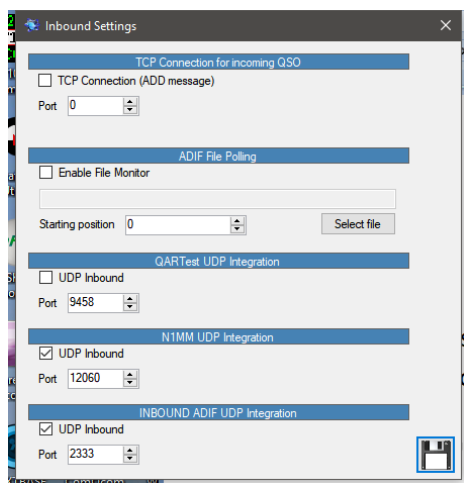 Inbound Settings
TCP Connection for incoming QSO
TCP Connection (ADD message)
Port 0
ADIF File Polling
Enable File Monitor
Starting position 0 Select file
QARTest UDP Integration
UDP Inbound
Port 9458
N1MM UDP Integration
UDP Inbound
Port 12060
INBOUND ADIF UDP Integration
UDP Inbound
Port 2333